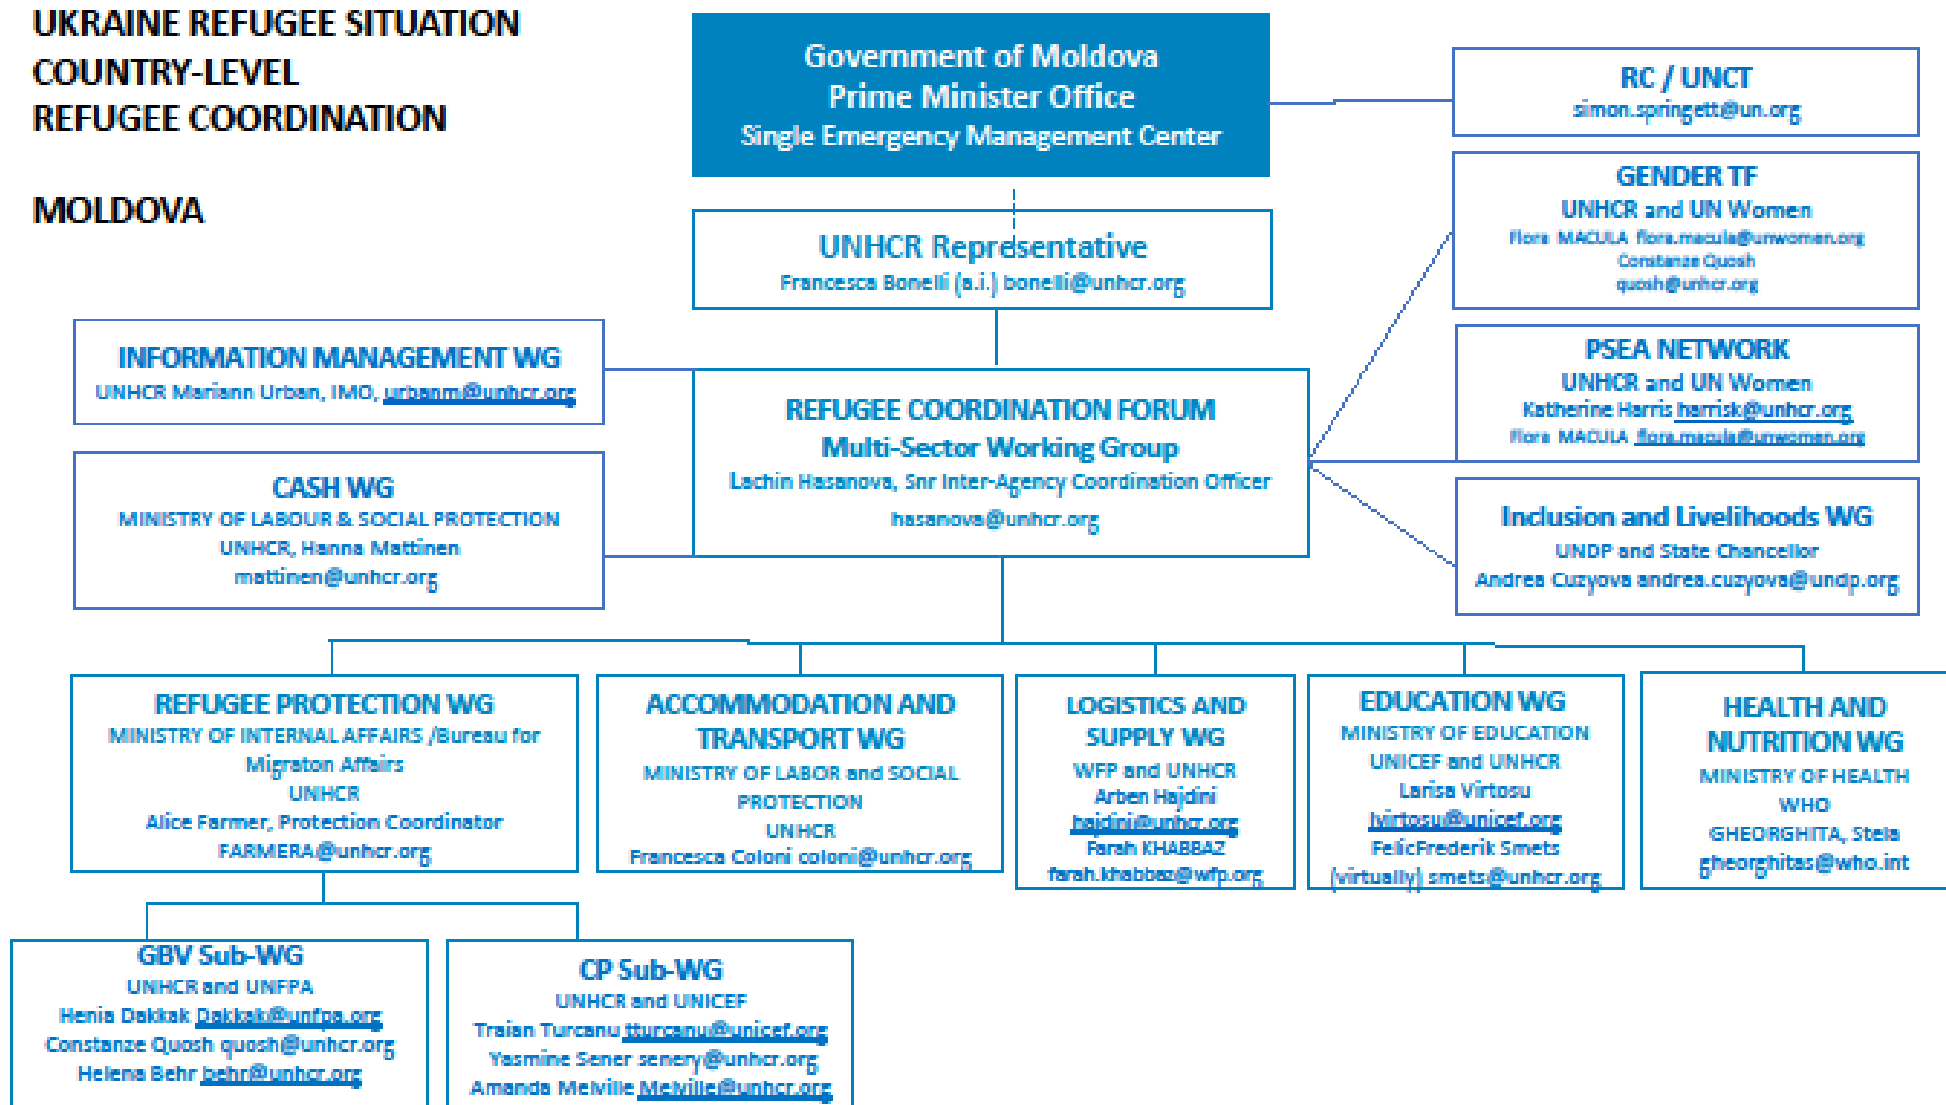 UKRAINE REFUGEE SITUATION
COUNTRY-LEVEL
REFUGEE COORDINATION
MOLDOVA
Government of Moldova
Prime Minister Office
Single Emergency Management Center
RC / UNCT
simon.springett@un.org
UNHCR Representative
Francesca Bonelli (a.i.) bonelli@unhcr.org
GENDER TF
UNHCR and UN Women
Flora MACULA flora.macula@unwomen.org
Constanze Quosh
quosh@unhcr.org
INFORMATION MANAGEMENT WG
UNHCR Mariann Urban, IMO, urbanm@unhcr.org
PSEA NETWORK
UNHCR and UN Women
Katherine Harris harrisk@unhcr.org
Flora MACULA flora.macula@unwomen.org
REFUGEE COORDINATION FORUM
Multi-Sector Working Group
Lachin Hasanova, Snr Inter-Agency Coordination Officer
hasanova@unhcr.org
CASH WG
MINISTRY OF LABOUR & SOCIAL PROTECTION
UNHCR, Hanna Mattinen
mattinen@unhcr.org
Inclusion and Livelihoods WG
UNDP and State Chancellor
Andrea Cuzyova andrea.cuzyova@undp.org
REFUGEE PROTECTION WG
MINISTRY OF INTERNAL AFFAIRS /Bureau for
Migraton Affairs
UNHCR
Alice Farmer, Protection Coordinator
FARMERA@unhcr.org
ACCOMMODATION AND
TRANSPORT WG
MINISTRY OF LABOR and SOCIAL
PROTECTION
UNHCR
Francesca Coloni coloni@unhcr.org
LOGISTICS AND
SUPPLY WG
WFP and UNHCR
Arben Hajdini
hajdini@unhcr.org
Farah KHABBAZ
farah.khabbaz@wfp.org
EDUCATION WG
MINISTRY OF EDUCATION
UNICEF and UNHCR
Larisa Virtosu
lvirtosu@unicef.org
FelicFrederik Smets
(virtually) smets@unhcr.org
HEALTH AND
NUTRITION WG
MINISTRY OF HEALTH
WHO
GHEORGHITA, Stela
gheorghitas@who.int
GBV Sub-WG
UNHCR and UNFPA
Henia Dakkak Dakkak@unfpa.org
Constanze Quosh quosh@unhcr.org
Helena Behr behr@unhcr.org
CP Sub-WG
UNHCR and UNICEF
Traian Turcanu tturcanu@unicef.org
Yasmine Sener senery@unhcr.org
Amanda Melville Melville@unhcr.org